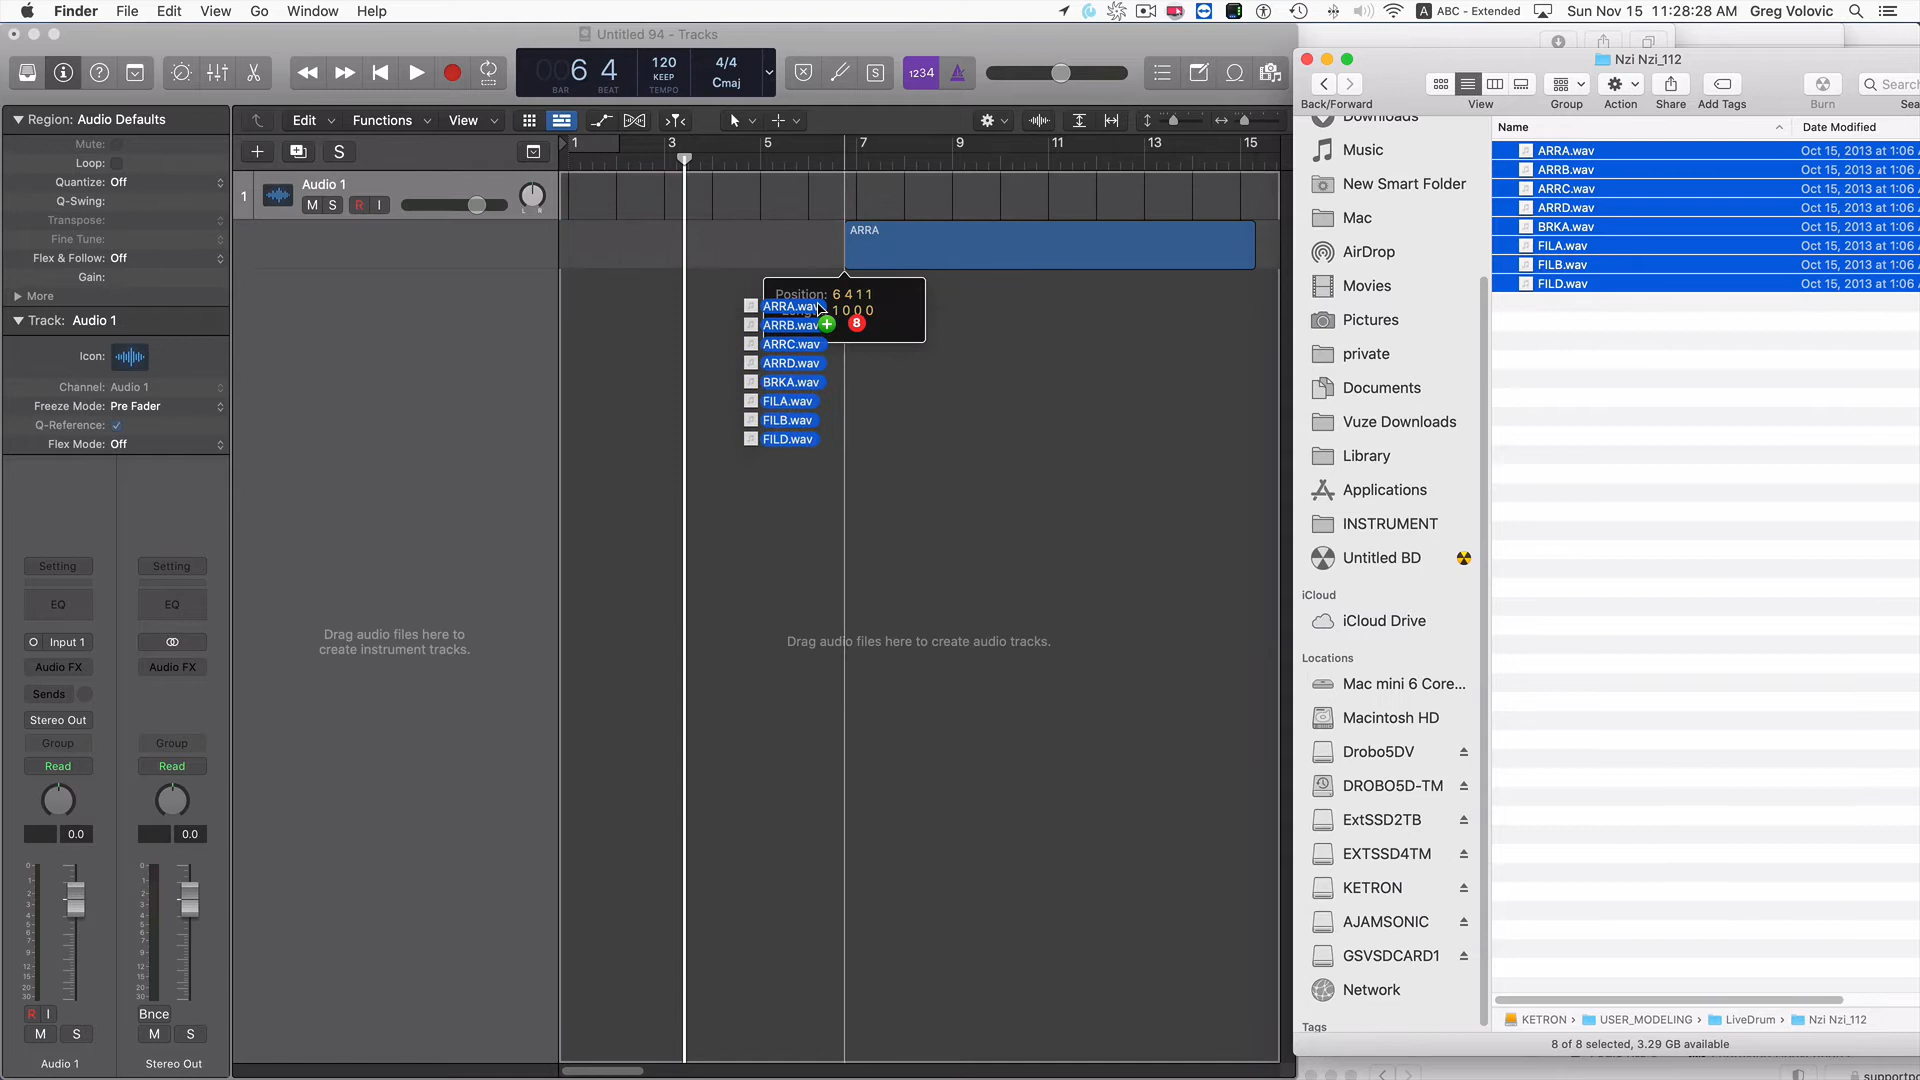 Finder File Edit View Go Window Help
ABC - Extended Sun Nov 15 11:28:28 AM Greg Volovic
Untitled 94 - Tracks
006 4
BAR BEAT
120
KEEP
TEMPO
4/4
Cmaj
1234
S
Region: Audio Defaults
Mute:
Loop:
Quantize: Off
Q-Swing:
Transpose:
Fine Tune:
Flex & Follow: Off
Gain:
More
Track: Audio 1
Icon:
Channel: Audio 1
Freeze Mode: Pre Fader
Q-Reference:
Flex Mode: Off
Setting Setting
EQ EQ
Input 1
Audio FX Audio FX
Sends
Stereo Out
Group Group
Read Read
0.0 0.0
R I Bnce
M S M S
Audio 1 Stereo Out
Edit Functions View
S
1 3 5 7 9 11 13 15
1 Audio 1
M S R I
L R
ARRA
Position: 6 4 1 1
1 0 0 0
8
ARRA.wav
ARRB.wav
ARRC.wav
ARRD.wav
BRKA.wav
FILA.wav
FILB.wav
FILD.wav
Drag audio files here to
create instrument tracks.
Drag audio files here to create audio tracks.
Nzi Nzi_112
Back/Forward View Group Action Share Add Tags Burn
Search
Downloads
Music
New Smart Folder
Mac
AirDrop
Movies
Pictures
private
Documents
Vuze Downloads
Library
Applications
INSTRUMENT
Untitled BD
iCloud
iCloud Drive
Locations
Mac mini 6 Core...
Macintosh HD
Drobo5DV
DROBO5D-TM
ExtSSD2TB
EXTSSD4TM
KETRON
AJAMSONIC
GSVSDCARD1
Network
Tags
Name Date Modified
ARRA.wav Oct 15, 2013 at 1:06
ARRB.wav Oct 15, 2013 at 1:06
ARRC.wav Oct 15, 2013 at 1:06
ARRD.wav Oct 15, 2013 at 1:06
BRKA.wav Oct 15, 2013 at 1:06
FILA.wav Oct 15, 2013 at 1:06
FILB.wav Oct 15, 2013 at 1:06
FILD.wav Oct 15, 2013 at 1:06
KETRON › USER_MODELING › LiveDrum › Nzi Nzi_112
8 of 8 selected, 3.29 GB available